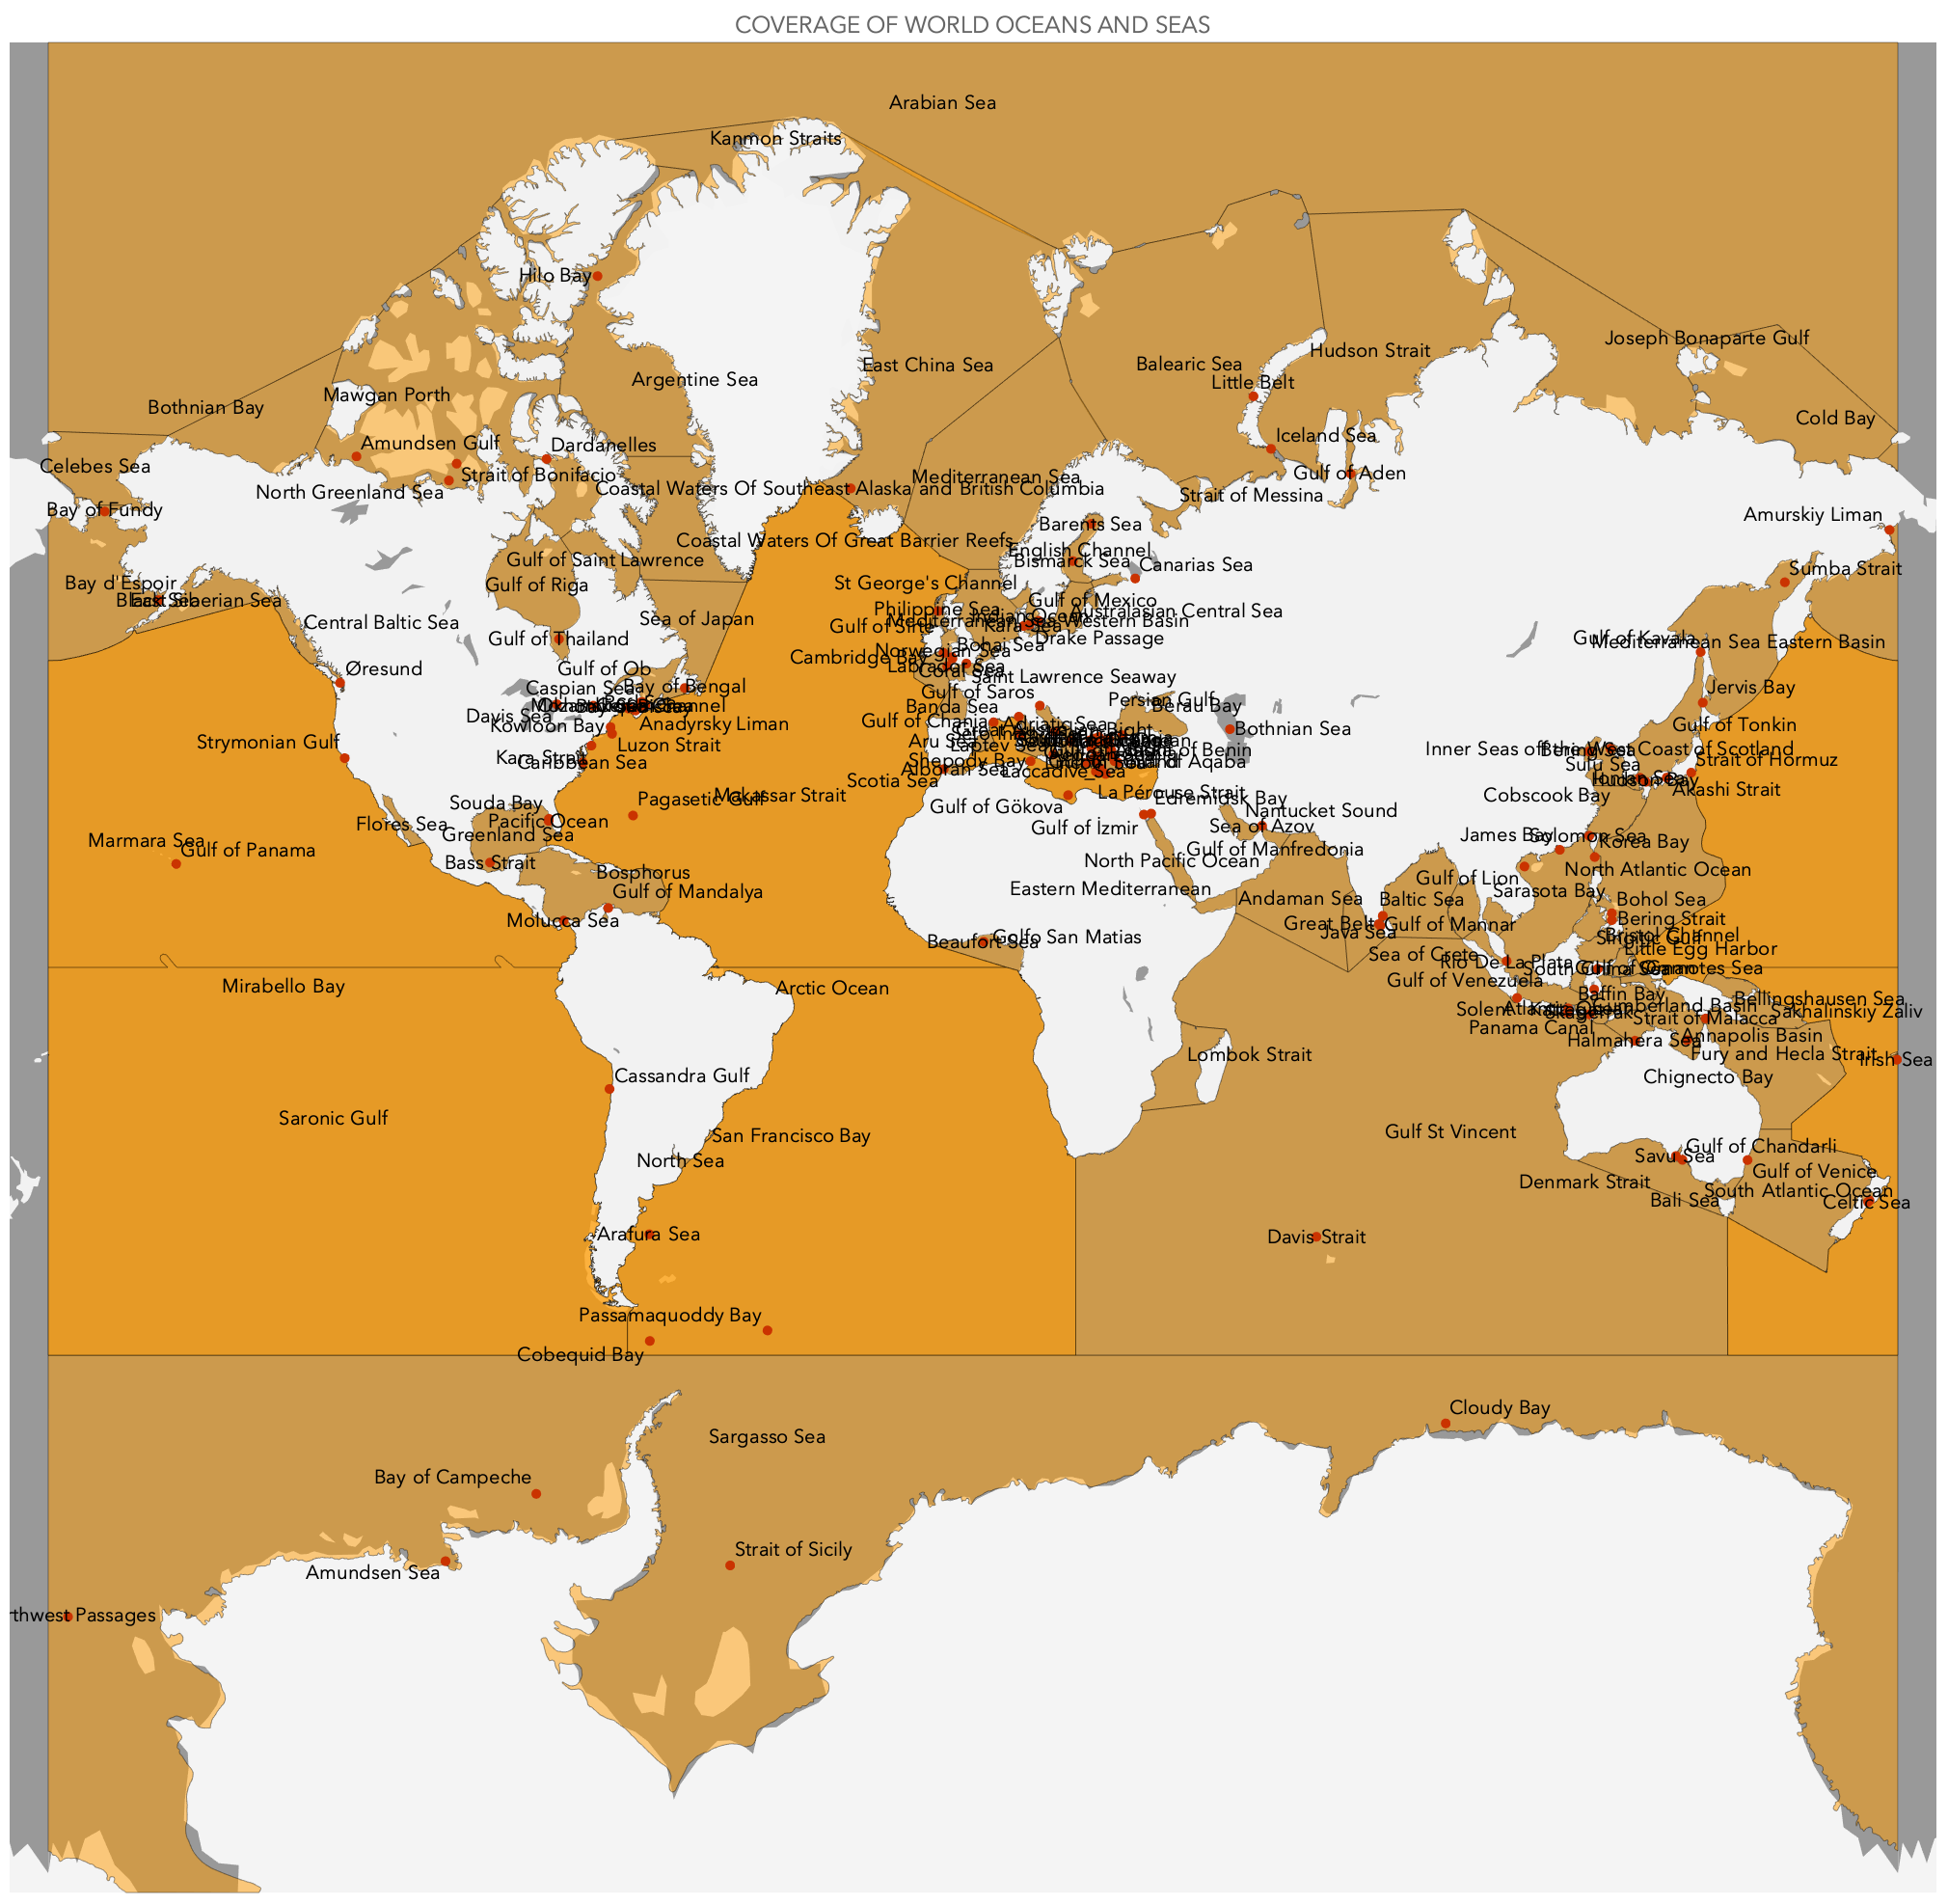 COVERAGE OF WORLD OCEANS AND SEAS
Arabian Sea
Kanmon Straits
Hilo Bay
Joseph Bonaparte Gulf
Hudson Strait
East China Sea
Balearic Sea
Argentine Sea
Little Belt
Mawgan Porth
Bothnian Bay
Cold Bay
Iceland Sea
Amundsen Gulf
Dardanelles
Celebes Sea
Gulf of Aden
Strait of Bonifacio
Mediterranean Sea
Coastal Waters Of Southeast Alaska and British Columbia
North Greenland Sea
Strait of Messina
Bay of Fundy
Amurskiy Liman
Barents Sea
Coastal Waters Of Great Barrier Reefs
English Channel
Gulf of Saint Lawrence
Bismarck Sea
Canarias Sea
Sumba Strait
Bay d'Espoir
Gulf of Riga
St George's Channel
Black Sea
East Siberian Sea
Gulf of Mexico
Philippine Sea
Australasian Central Sea
Indian Ocean
Sea of Japan
Central Baltic Sea
Mediterranean Sea Western Basin
Gulf of Sirte
Kara Sea
Gulf of Thailand
Drake Passage
Gulf of Kavala
Mediterranean Sea Eastern Basin
Bohai Sea
Norwegian Sea
Cambridge Bay
Labrador Sea
Coral Sea
Øresund
Gulf of Ob
Saint Lawrence Seaway
Caspian Sea
Bay of Bengal
Jervis Bay
Gulf of Saros
Persian Gulf
Banda Sea
Berau Bay
Davis Sea
Kowloon Bay
Anadyrsky Liman
Gulf of Chania
Adriatic Sea
Gulf of Tonkin
Bothnian Sea
Strymonian Gulf
Luzon Strait
Aru Sea
Laptev Sea
Inner Seas off the West Coast of Scotland
Bering Sea
Kara Strait
Caribbean Sea
Shepody Bay
Alboran Sea
Laccadive Sea
Sulu Sea
Strait of Hormuz
Scotia Sea
Akashi Strait
Pagasetic Gulf
Makassar Strait
La Pérouse Strait
Edremidsk Bay
Cobscook Bay
Souda Bay
Gulf of Gökova
Nantucket Sound
Pacific Ocean
Flores Sea
Greenland Sea
Gulf of İzmir
Sea of Azov
James Bay
Solomon Sea
Marmara Sea
Gulf of Panama
Gulf of Manfredonia
Korea Bay
Bass Strait
North Pacific Ocean
Bosphorus
North Atlantic Ocean
Gulf of Mandalya
Eastern Mediterranean
Gulf of Lion
Sarasota Bay
Andaman Sea
Baltic Sea
Bohol Sea
Molucca Sea
Great Belt
Gulf of Mannar
Bering Strait
Java Sea
Beaufort Sea
Golfo San Matias
Bristol Channel
Singitic Gulf
Little Egg Harbor
Sea of Crete
Rio De La Plata
South China Sea
Camotes Sea
Gulf of Venezuela
Mirabello Bay
Arctic Ocean
Baffin Bay
Bellingshausen Sea
Solent
Cumberland Basin
Sakhalinskiy Zaliv
Skagerrak
Strait of Malacca
Panama Canal
Halmahera Sea
Annapolis Basin
Lombok Strait
Fury and Hecla Strait
Irish Sea
Cassandra Gulf
Chignecto Bay
Saronic Gulf
San Francisco Bay
Gulf St Vincent
Gulf of Chandarli
North Sea
Savu Sea
Gulf of Venice
Denmark Strait
South Atlantic Ocean
Bali Sea
Celtic Sea
Arafura Sea
Davis Strait
Passamaquoddy Bay
Cobequid Bay
Cloudy Bay
Sargasso Sea
Bay of Campeche
Strait of Sicily
Amundsen Sea
rthwest Passages